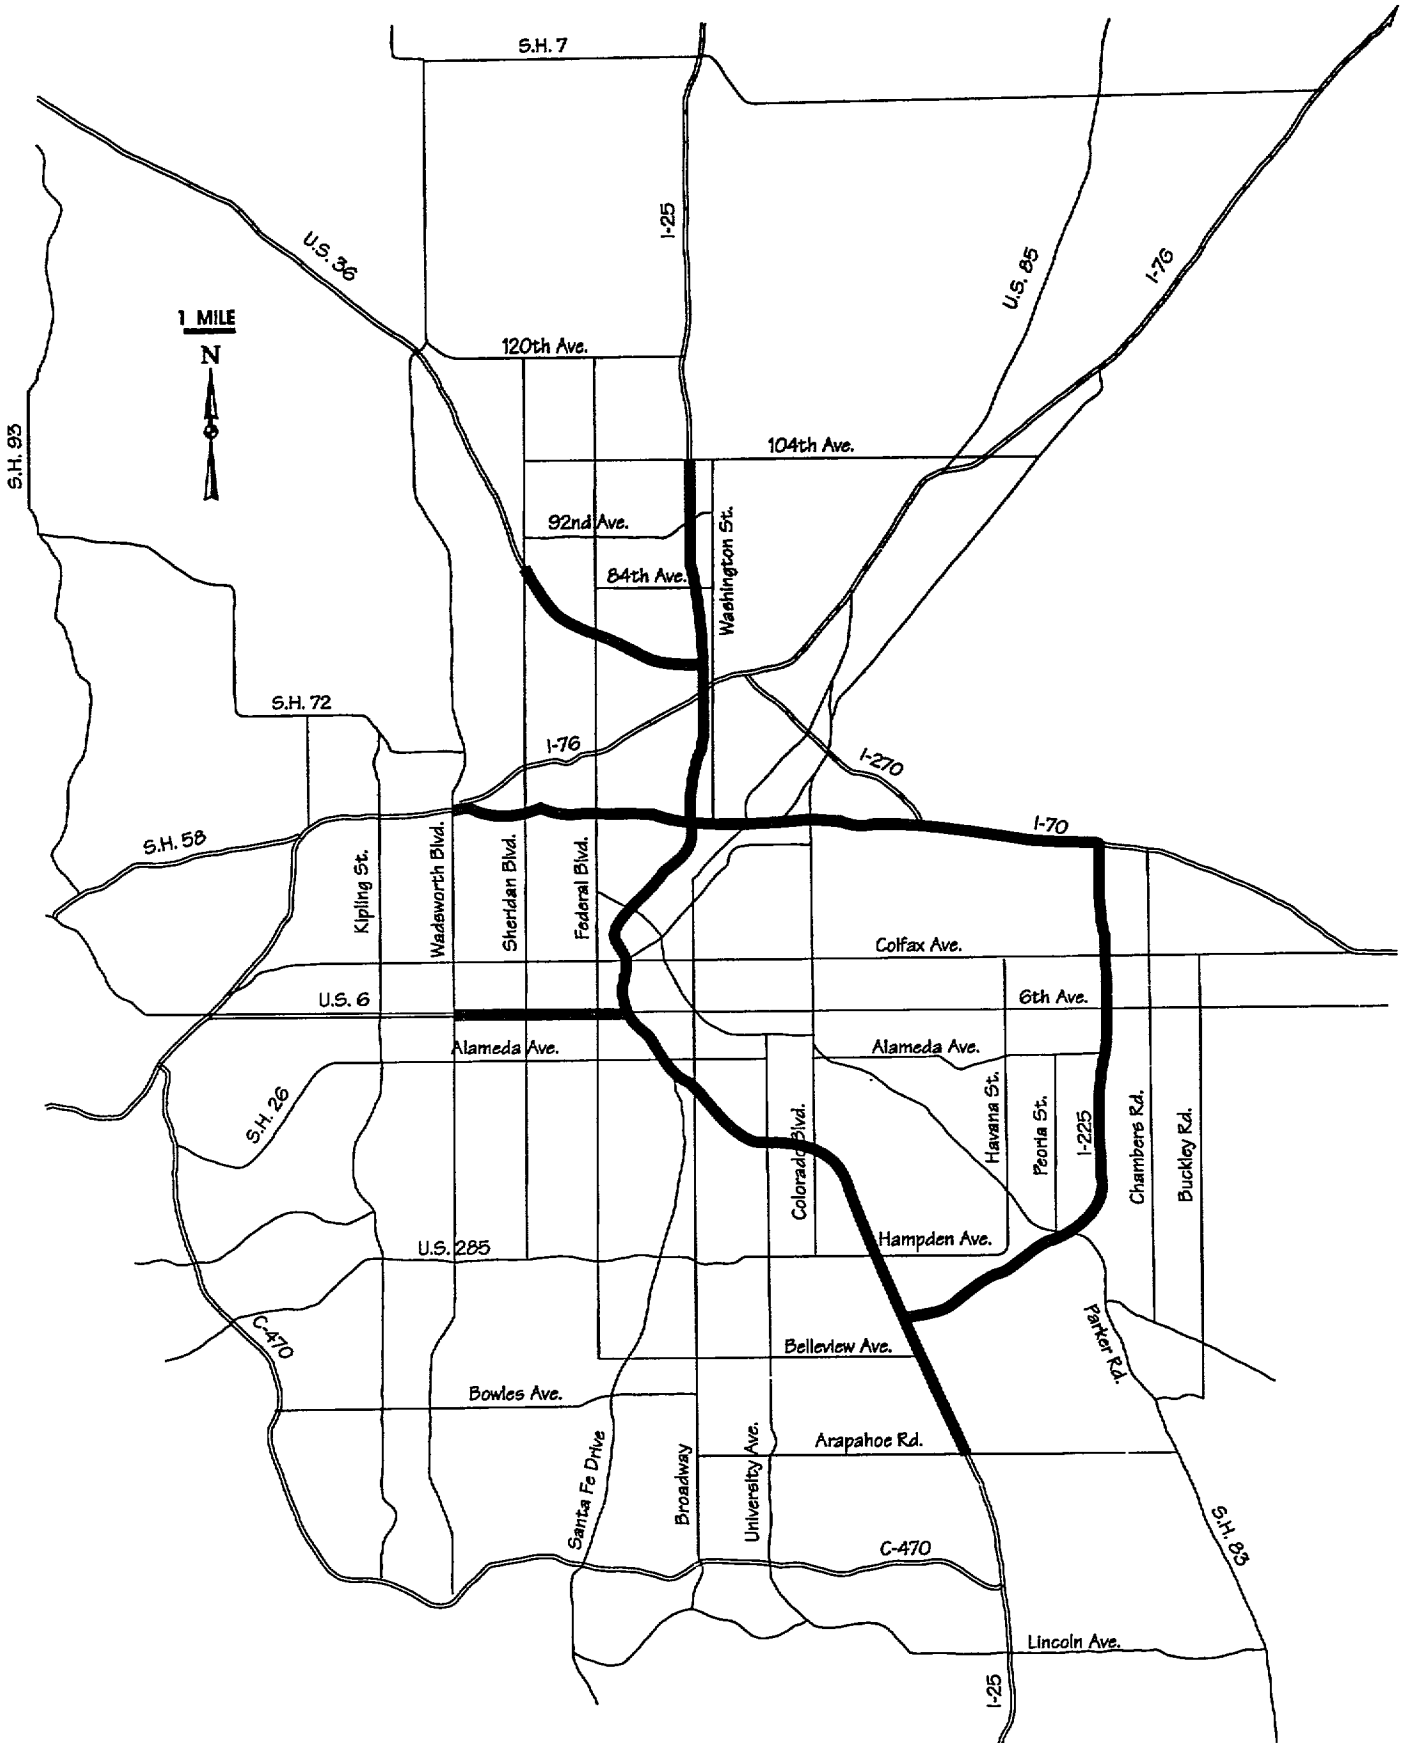 S.H. 7
I-25
U.S. 36
U.S. 85
I-76
1 MILE
N
120th Ave.
S.H. 93
104th Ave.
92nd Ave.
Washington St.
84th Ave.
S.H. 72
I-76
I-270
I-70
S.H. 58
Kipling St.
Wadsworth Blvd.
Sheridan Blvd.
Federal Blvd.
Colfax Ave.
U.S. 6
6th Ave.
Alameda Ave.
Alameda Ave.
S.H. 26
Colorado Blvd.
Havana St.
Peoria St.
I-225
Chambers Rd.
Buckley Rd.
U.S. 285
Hampden Ave.
C-470
Parker Rd.
Belleview Ave.
Bowles Ave.
Arapahoe Rd.
Santa Fe Drive
Broadway
University Ave.
C-470
S.H. 83
Lincoln Ave.
I-25